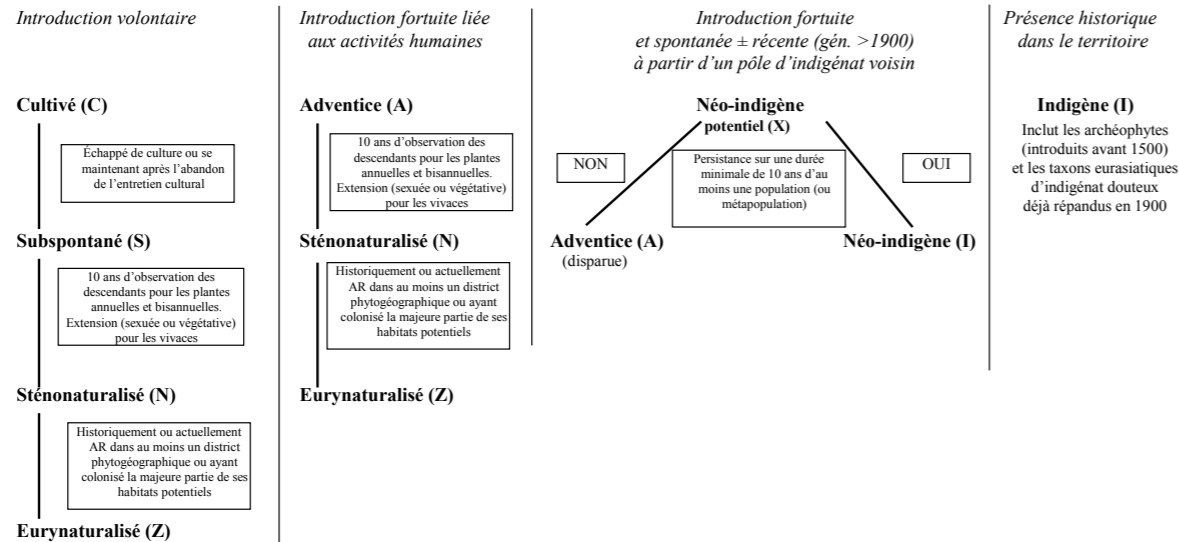 Introduction volontaire
Cultivé (C)
Échappé de culture ou se
maintenant après l'abandon
de l'entretien cultural
Subspontané (S)
10 ans d'observation des
descendants pour les plantes
annuelles et bisannuelles.
Extension (sexuée ou végétative)
pour les vivaces
Sténonaturalisé (N)
Historiquement ou actuellement
AR dans au moins un district
phytogéographique ou ayant
colonisé la majeure partie de ses
habitats potentiels
Eurynaturalisé (Z)
Introduction fortuite liée
aux activités humaines
Adventice (A)
10 ans d'observation des
descendants pour les plantes
annuelles et bisannuelles.
Extension (sexuée ou végétative)
pour les vivaces
Sténonaturalisé (N)
Historiquement ou actuellement
AR dans au moins un district
phytogéographique ou ayant
colonisé la majeure partie de ses
habitats potentiels
Eurynaturalisé (Z)
Introduction fortuite
et spontanée ± récente (gén. >1900)
à partir d'un pôle d'indigénat voisin
Néo-indigène
potentiel (X)
NON
Persistance sur une durée
minimale de 10 ans d'au
moins une population (ou
métapopulation)
OUI
Adventice (A)
(disparue)
Néo-indigène (I)
Présence historique
dans le territoire
Indigène (I)
Inclut les archéophytes
(introduits avant 1500)
et les taxons eurasiatiques
d'indigénat douteux
déjà répandus en 1900